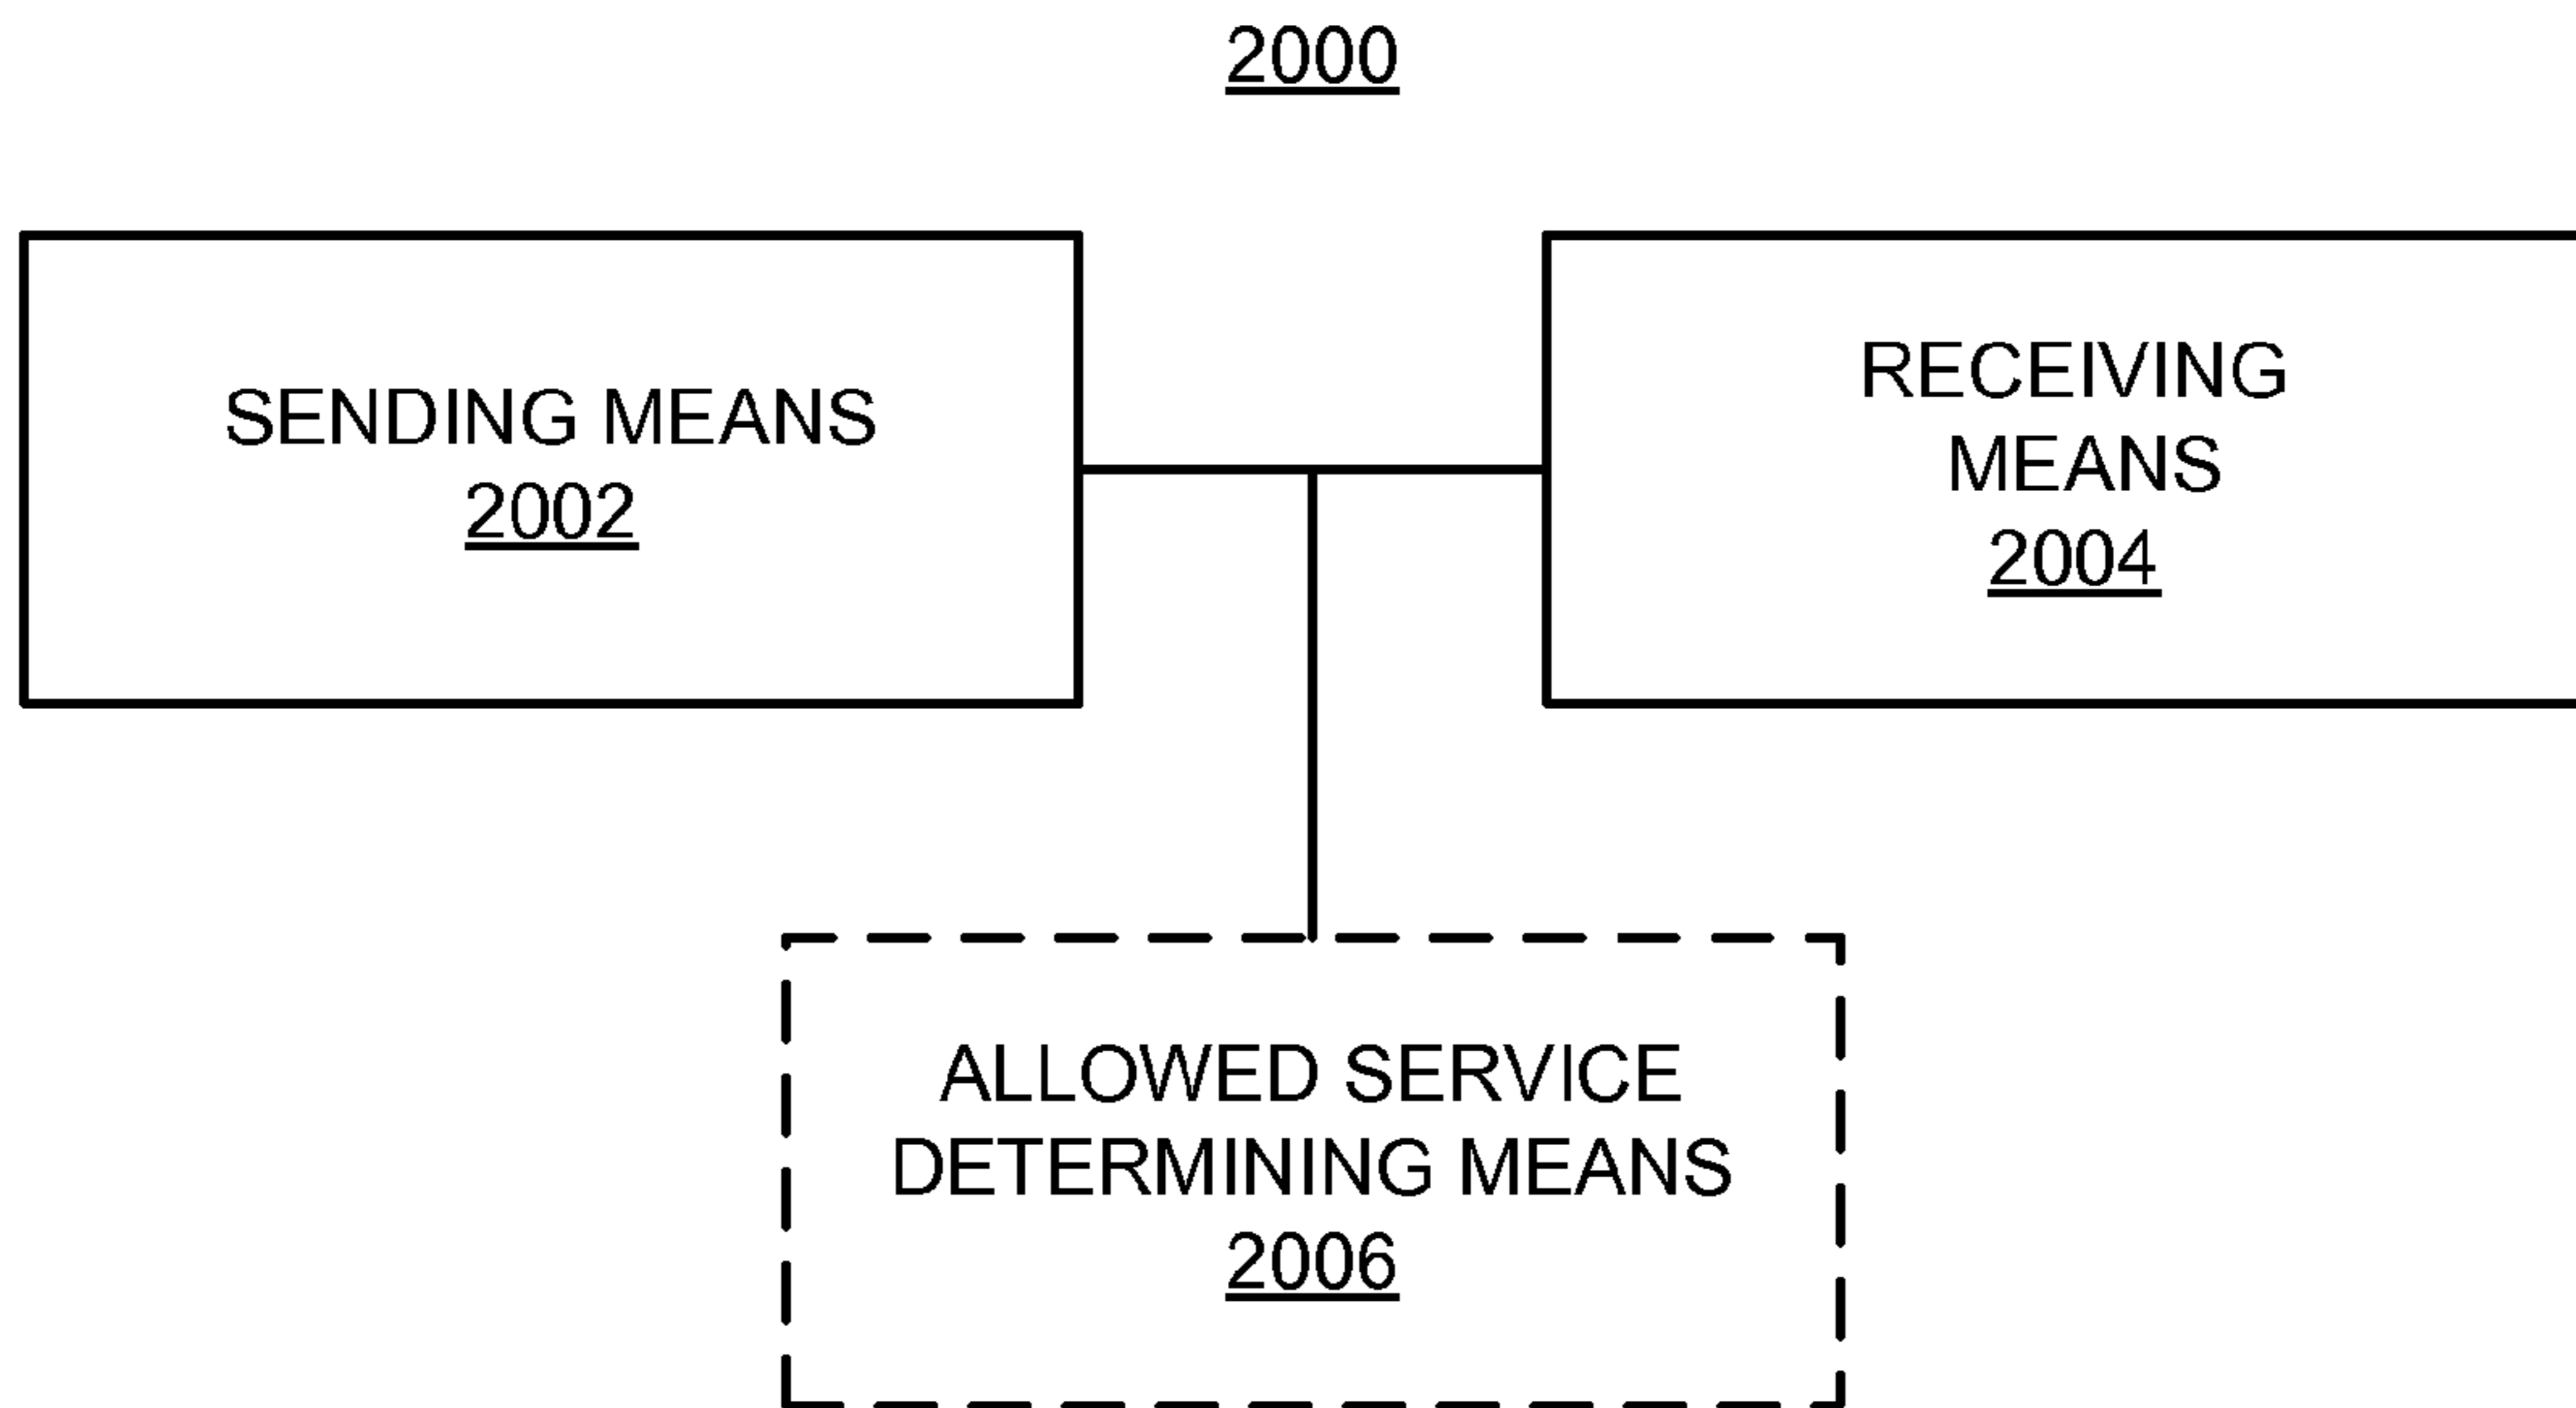 2000
SENDING MEANS
2002
RECEIVING
MEANS
2004
ALLOWED SERVICE
DETERMINING MEANS
2006